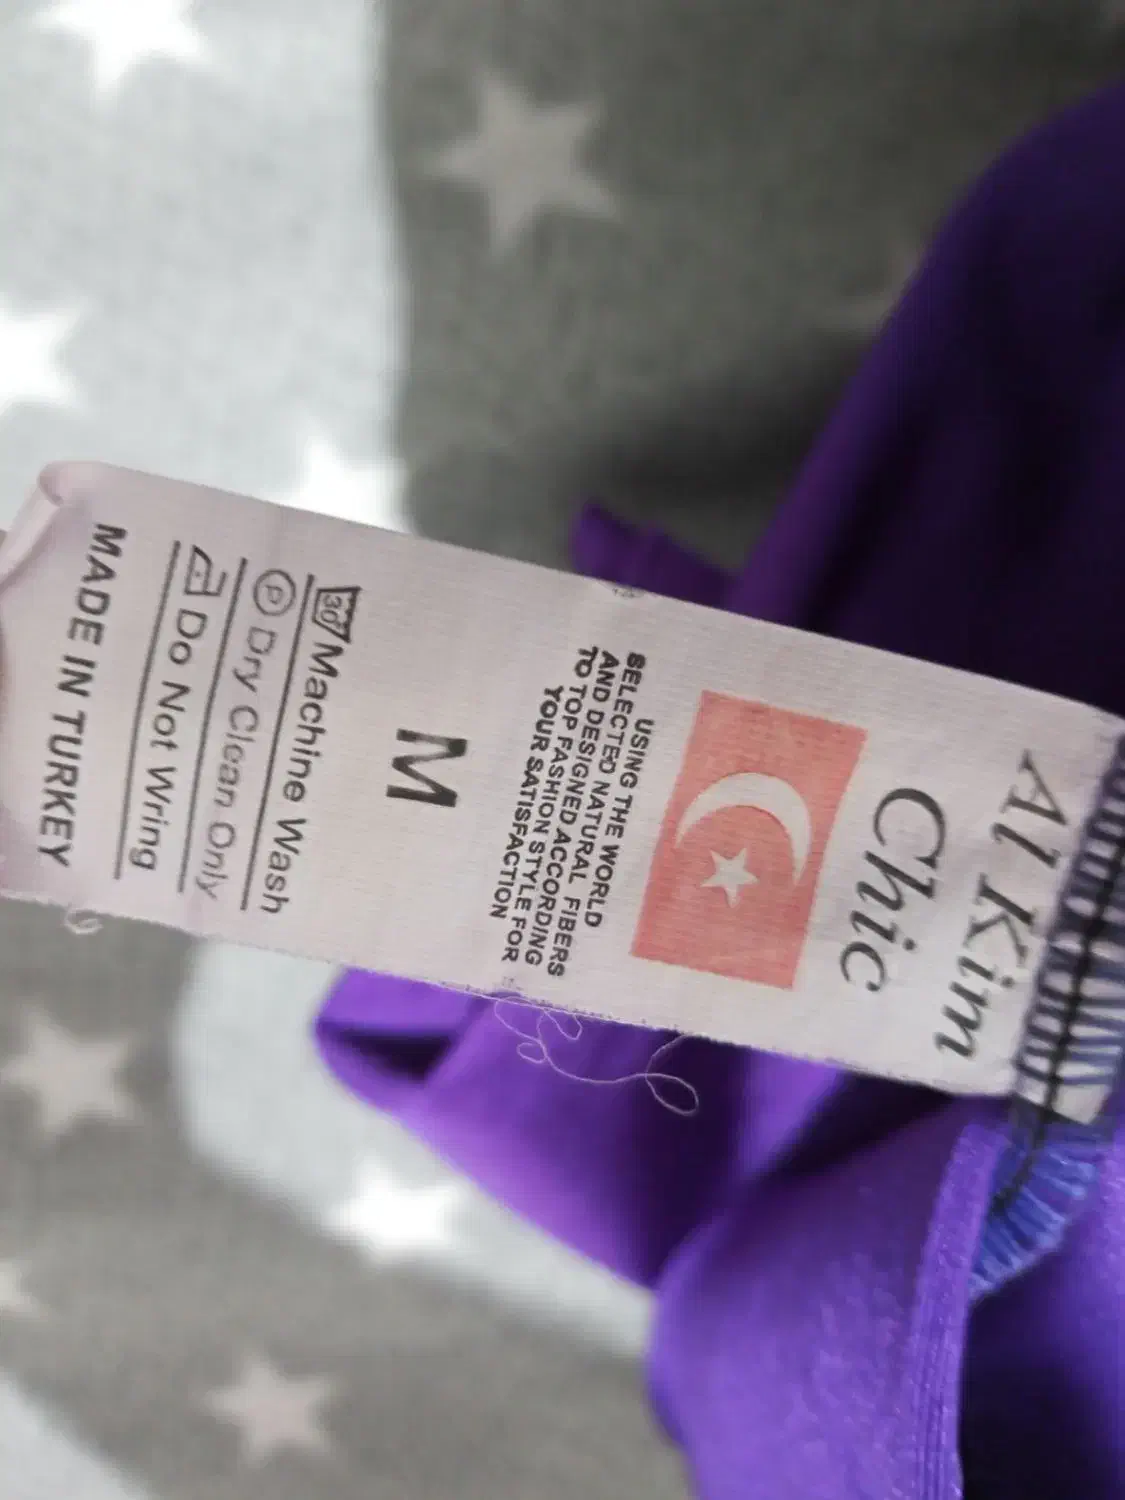 Al Kim
Chic
USING THE WORLD
SELECTED NATURAL FIBERS
AND DESIGNED ACCORDING
TO TOP FASHION STYLE FOR
YOUR SATISFACTION
M
30° Machine Wash
P Dry Clean Only
Do Not Wring
MADE IN TURKEY